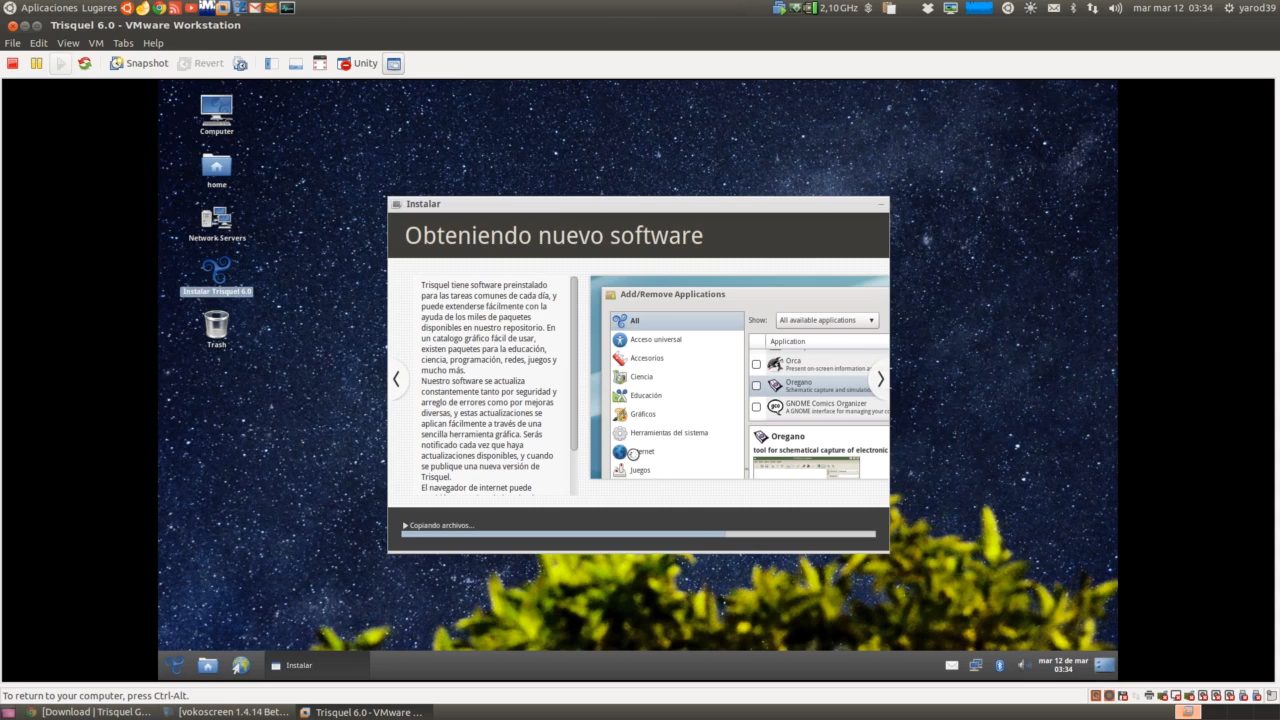 Aplicaciones Lugares
2,10GHz
mar mar 12 03:34
yarod39
Trisquel 6.0 - VMware Workstation
File Edit View VM Tabs Help
Snapshot
Revert
Unity
Computer
home
Network Servers
Instalar Trisquel 6.0
Trash
Instalar
Obteniendo nuevo software
Trisquel tiene software preinstalado
para las tareas comunes de cada día, y
puede extenderse fácilmente con la
ayuda de los miles de paquetes
disponibles en nuestro repositorio. En
un catalogo gráfico fácil de usar,
existen paquetes para la educación,
ciencia, programación, redes, juegos y
mucho más.
Nuestro software se actualiza
constantemente tanto por seguridad y
arreglo de errores como por mejoras
diversas, y estas actualizaciones se
aplican fácilmente a través de una
sencilla herramienta gráfica. Serás
notificado cada vez que haya
actualizaciones disponibles, y cuando
se publique una nueva versión de
Trisquel.
El navegador de internet puede
Add/Remove Applications
All
Acceso universal
Accesorios
Ciencia
Educación
Gráficos
Herramientas del sistema
ernet
Juegos
Show: All available applications
Application
Orca
Present on-screen information a
Oregano
Schematic capture and simulatio
GNOME Comics Organizer
A GNOME interface for managing your co
Oregano
tool for schematical capture of electronic
Copiando archivos...
Instalar
mar 12 de mar
03:34
To return to your computer, press Ctrl-Alt.
[Download | Trisquel G...
[vokoscreen 1.4.14 Bet...
Trisquel 6.0 - VMware ...